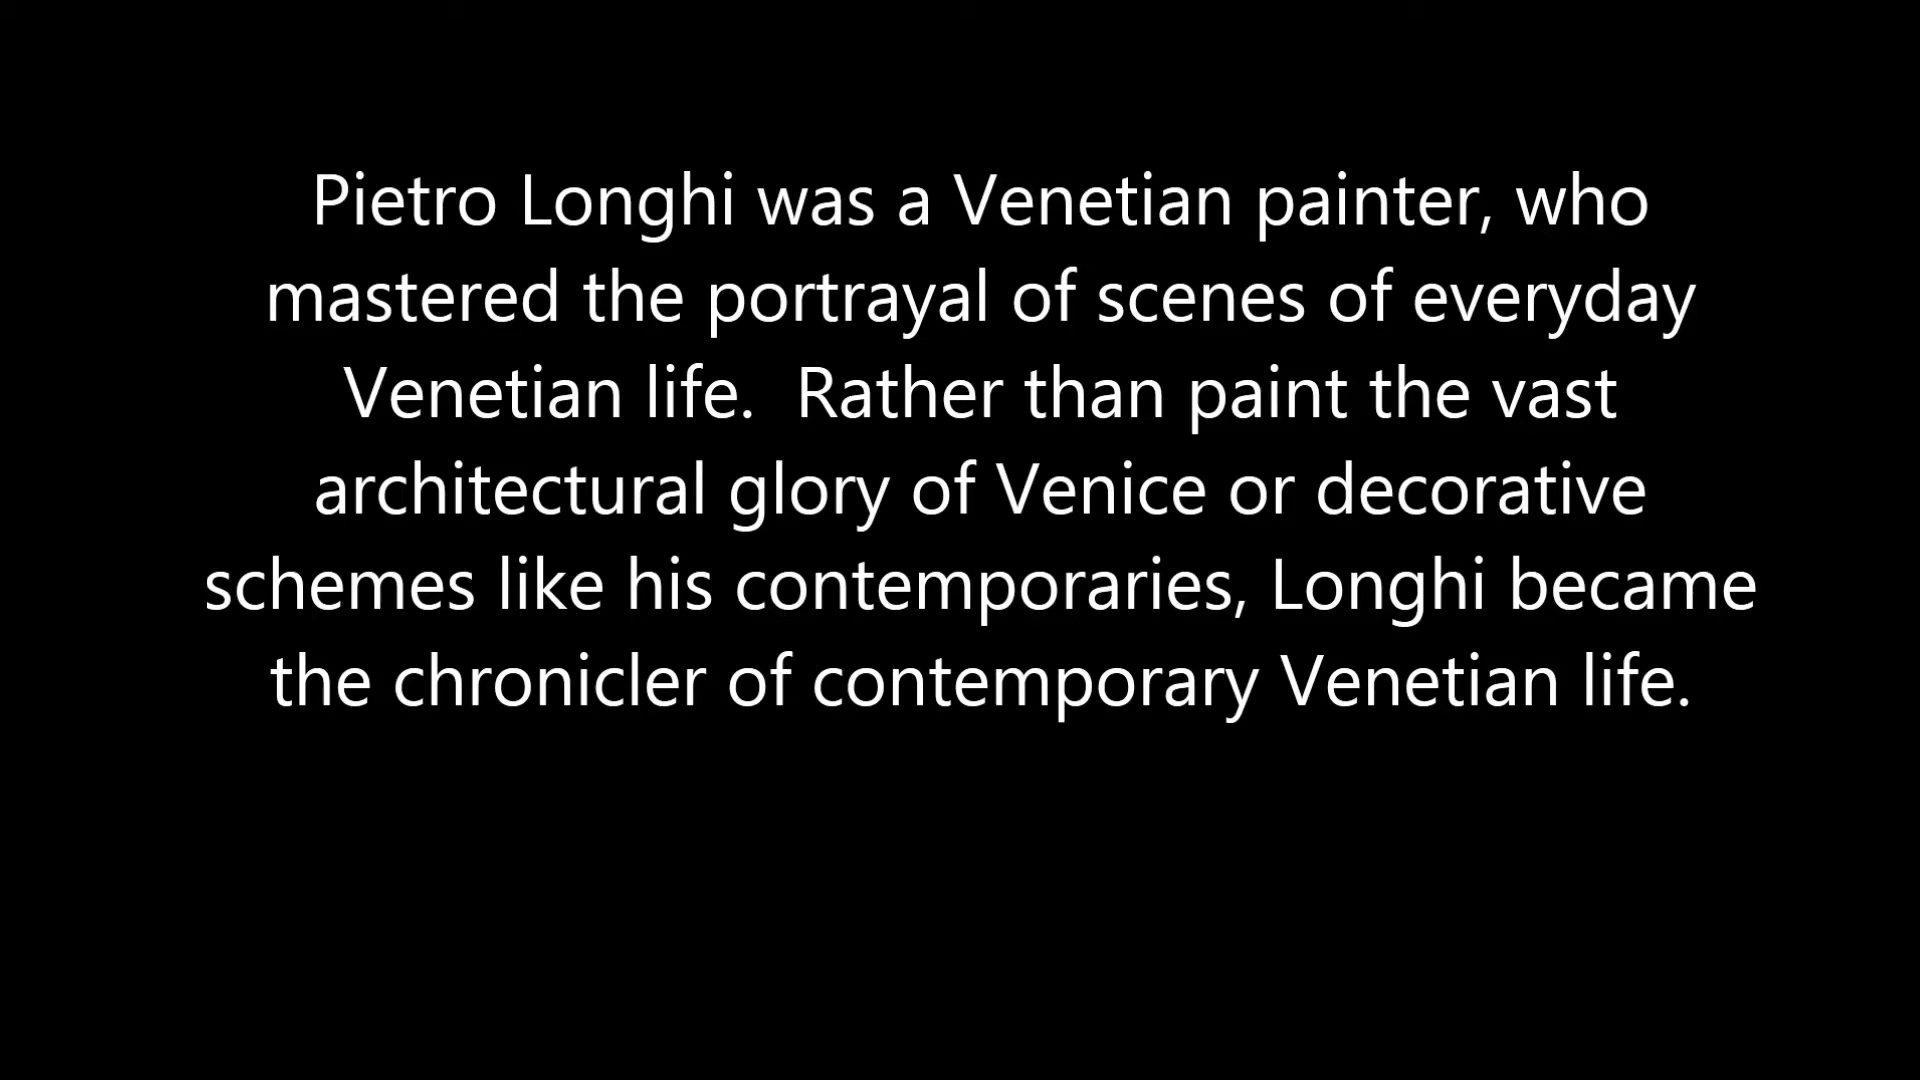 Pietro Longhi was a Venetian painter, who
mastered the portrayal of scenes of everyday
Venetian life.  Rather than paint the vast
architectural glory of Venice or decorative
schemes like his contemporaries, Longhi became
the chronicler of contemporary Venetian life.